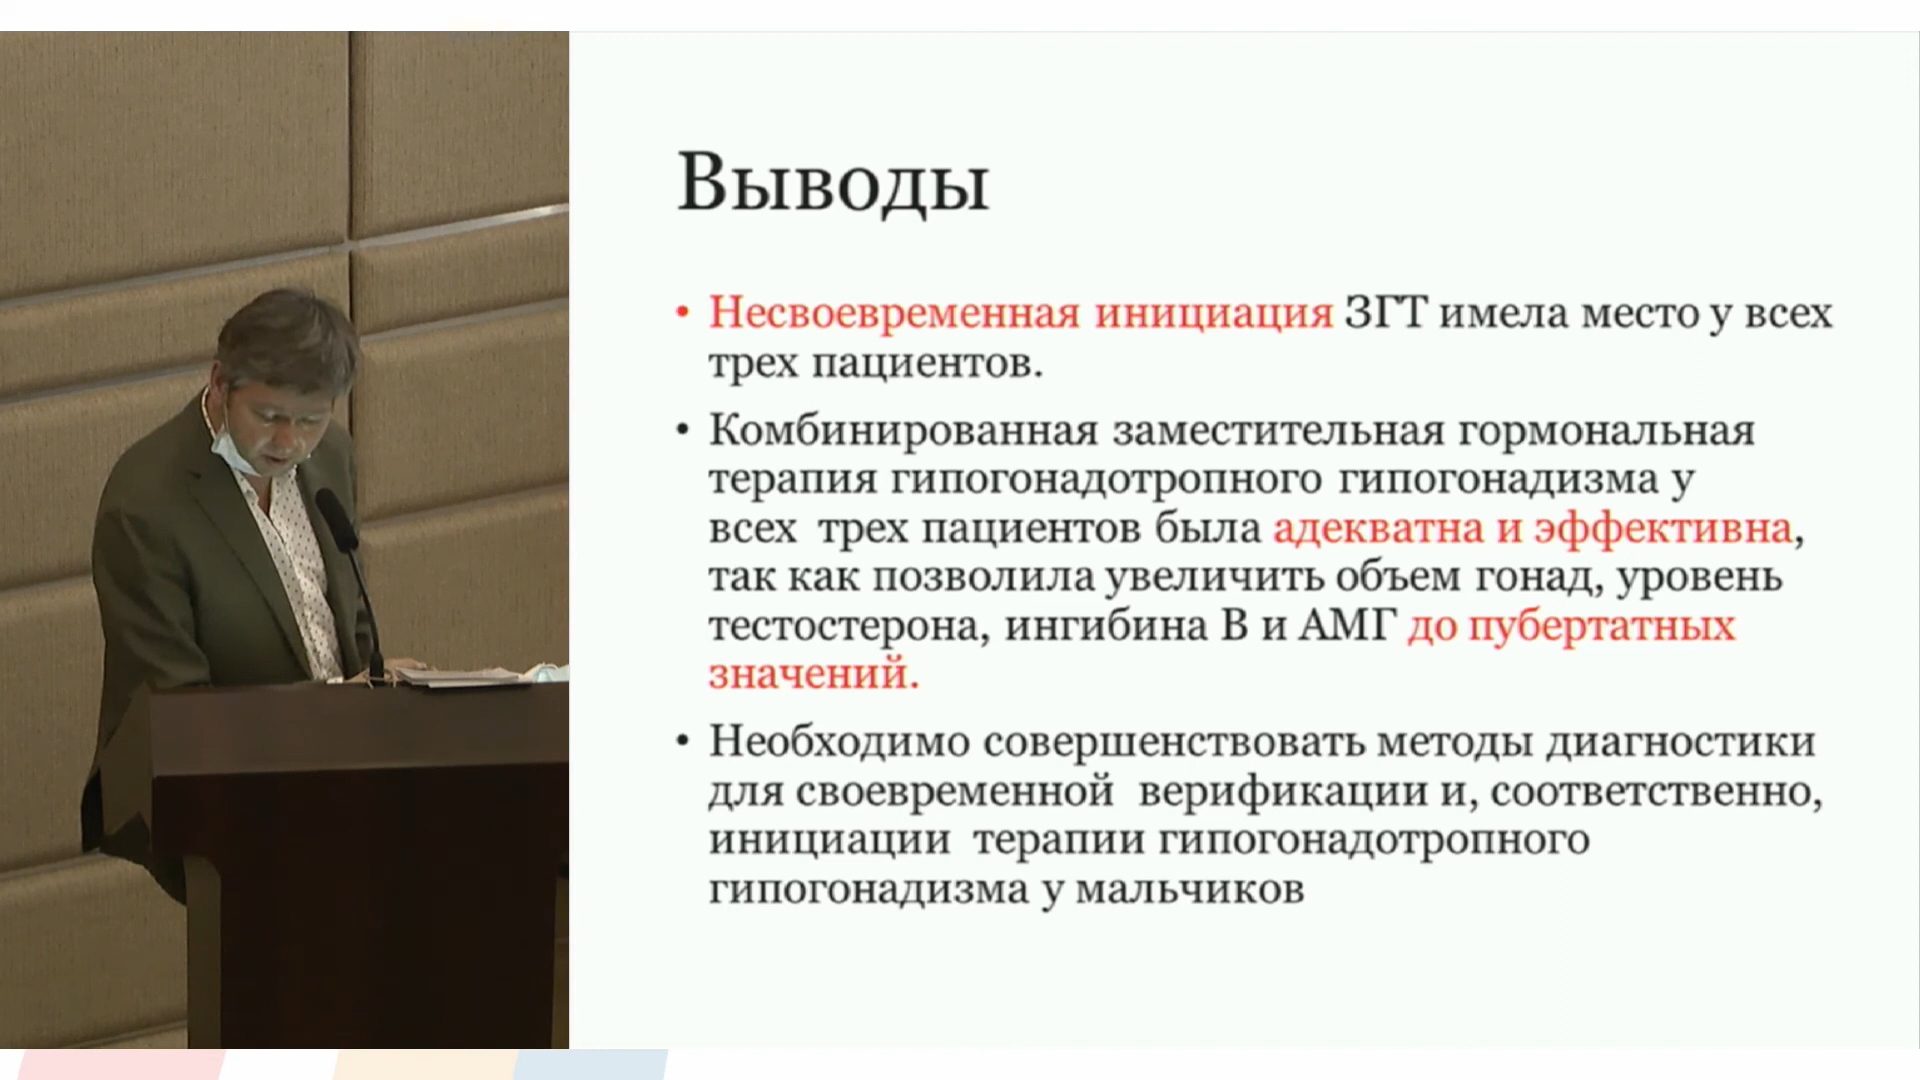 Выводы
• Несвоевременная инициация ЗГТ имела место у всех
трех пациентов.
• Комбинированная заместительная гормональная
терапия гипогонадотропного гипогонадизма у
всех трех пациентов была адекватна и эффективна,
так как позволила увеличить объем гонад, уровень
тестостерона, ингибина В и АМГ до пубертатных
значений.
• Необходимо совершенствовать методы диагностики
для своевременной верификации и, соответственно,
инициации терапии гипогонадотропного
гипогонадизма у мальчиков